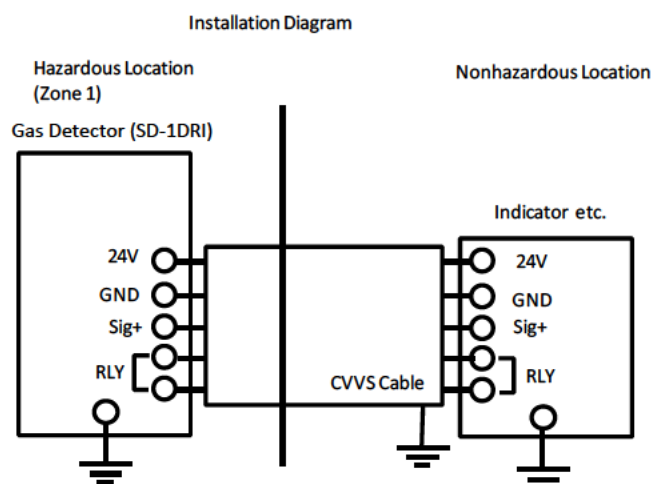 Installation Diagram
Hazardous Location
(Zone 1)
Nonhazardous Location
Gas Detector (SD-1DRI)
Indicator etc.
24V
GND
Sig+
RLY
CVVS Cable
24V
GND
Sig+
RLY